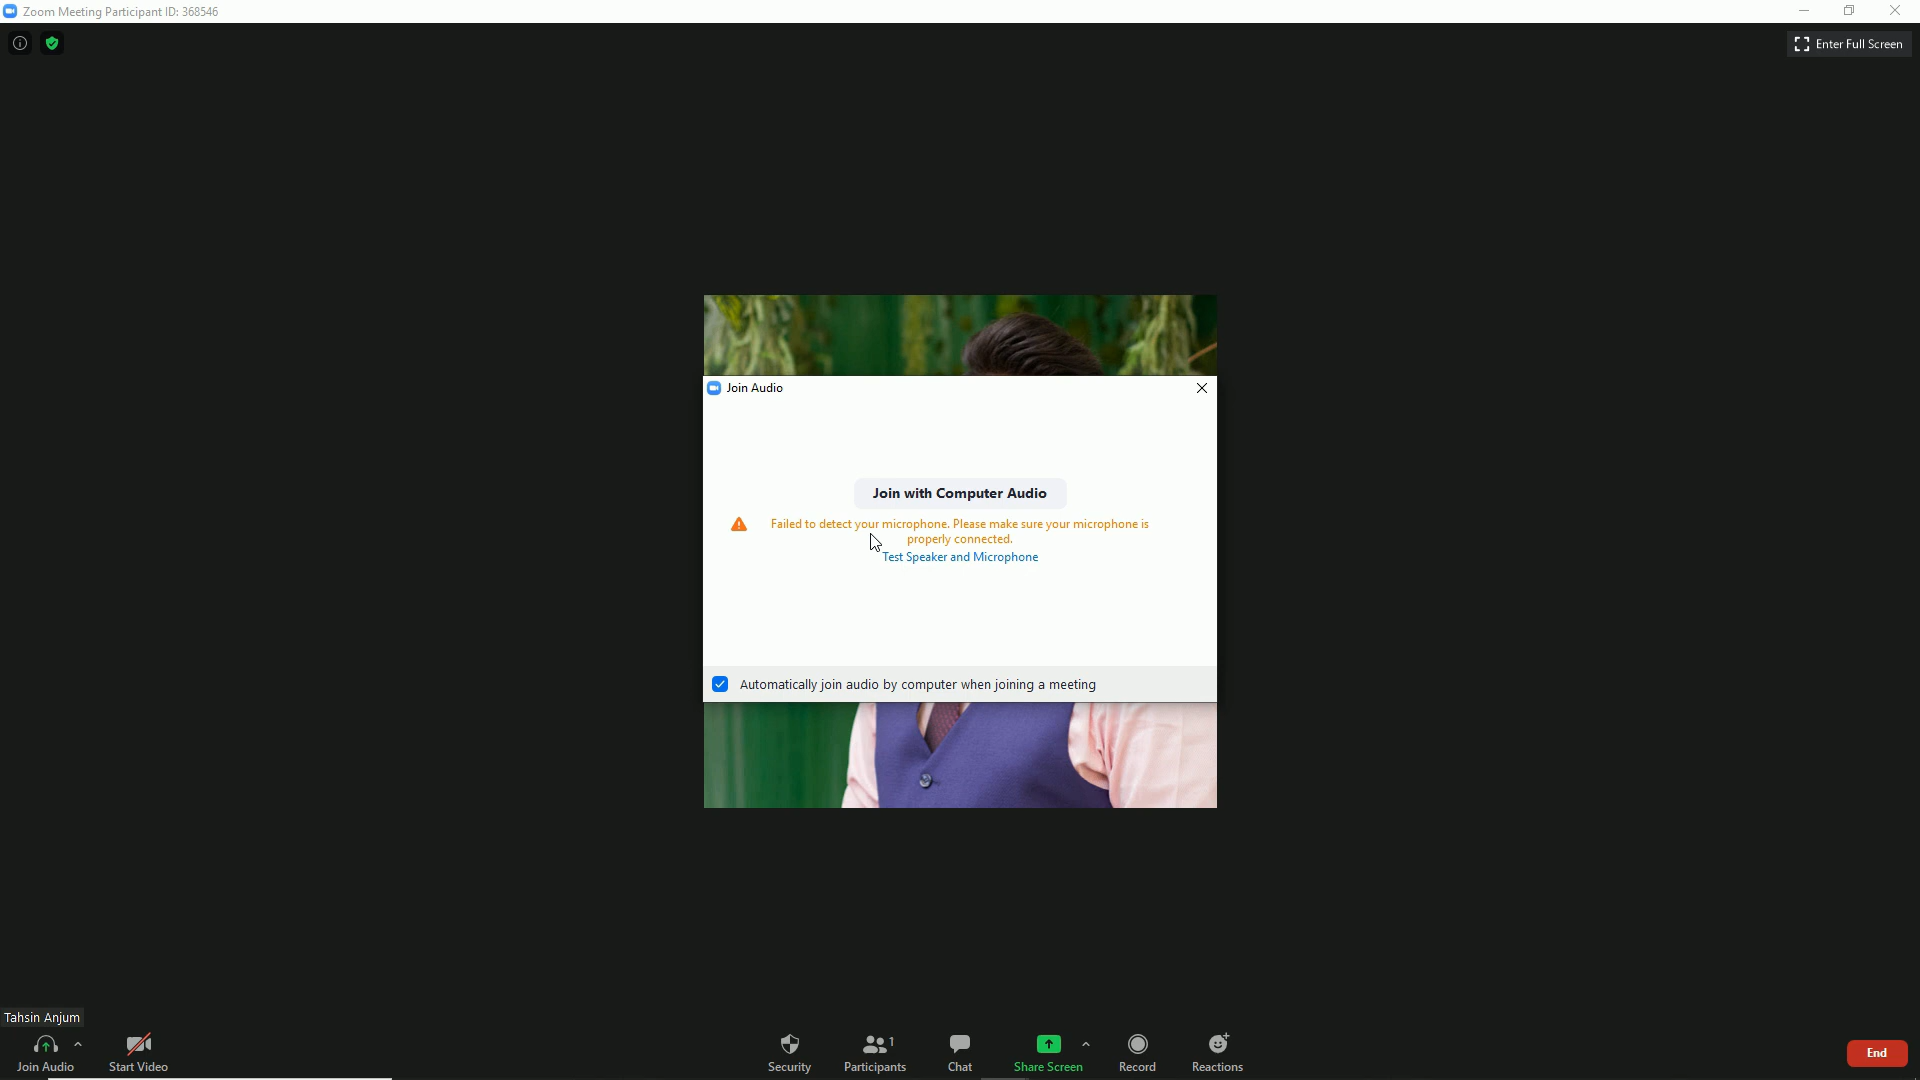 Zoom Meeting Participant ID: 368546
Enter Full Screen
Join Audio
Join with Computer Audio
Failed to detect your microphone. Please make sure your microphone is
properly connected.
Test Speaker and Microphone
Automatically join audio by computer when joining a meeting
Tahsin Anjum
Join Audio
Start Video
Security
1
Participants
Chat
Share Screen
Record
Reactions
End